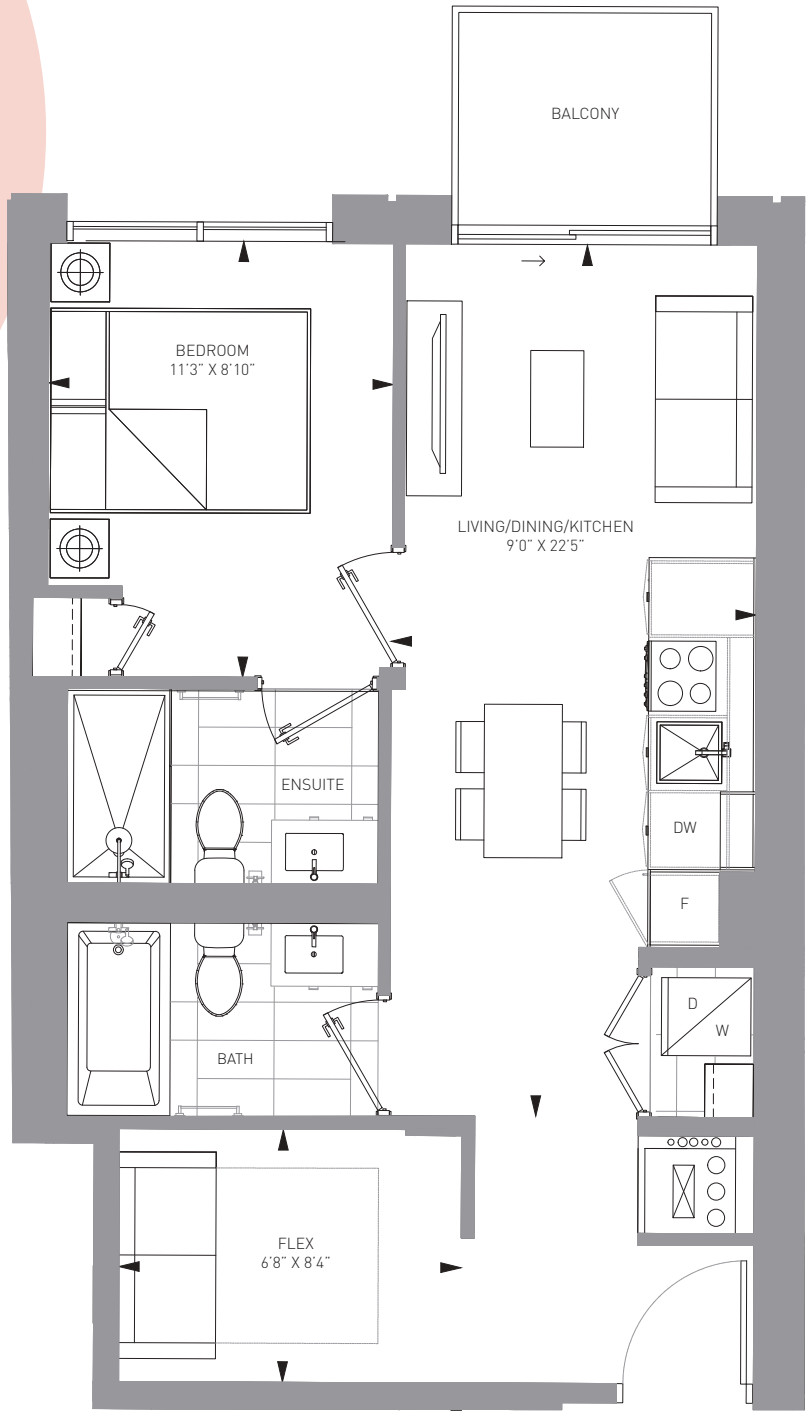 BALCONY
BEDROOM
11'3" X 8'10"
LIVING/DINING/KITCHEN
9'0" X 22'5"
ENSUITE
DW
F
D
W
BATH
FLEX
6'8" X 8'4"